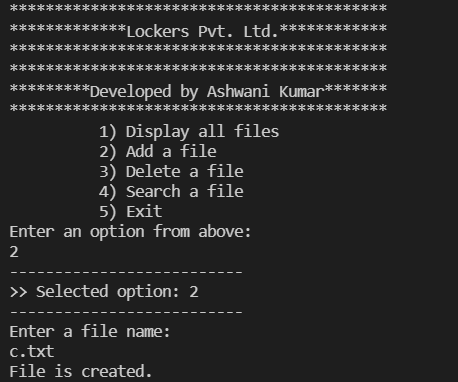 ******************************************
*************Lockers Pvt. Ltd.************
******************************************
******************************************
*********Developed by Ashwani Kumar*******
******************************************
1) Display all files
2) Add a file
3) Delete a file
4) Search a file
5) Exit
Enter an option from above:
2
--------------------------
>> Selected option: 2
--------------------------
Enter a file name:
c.txt
File is created.